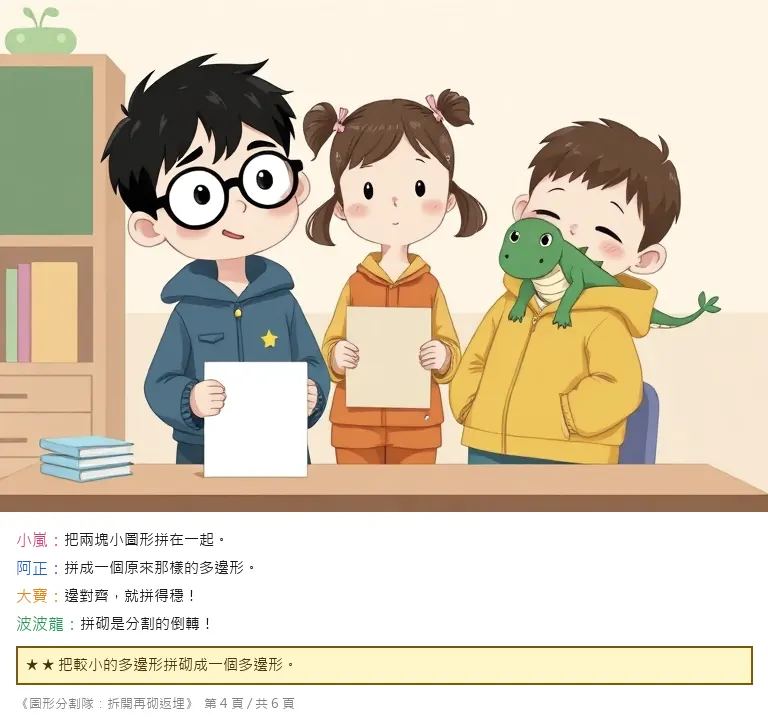 小嵐：把兩塊小圖形拼在一起。
阿正：拼成一個原來那樣的多邊形。
大寶：邊對齊，就拼得穩！
波波龍：拼砌是分割的倒轉！
★★ 把較小的多邊形拼砌成一個多邊形。
《圖形分割隊：拆開再砌返埋》 第 4 頁 / 共 6 頁